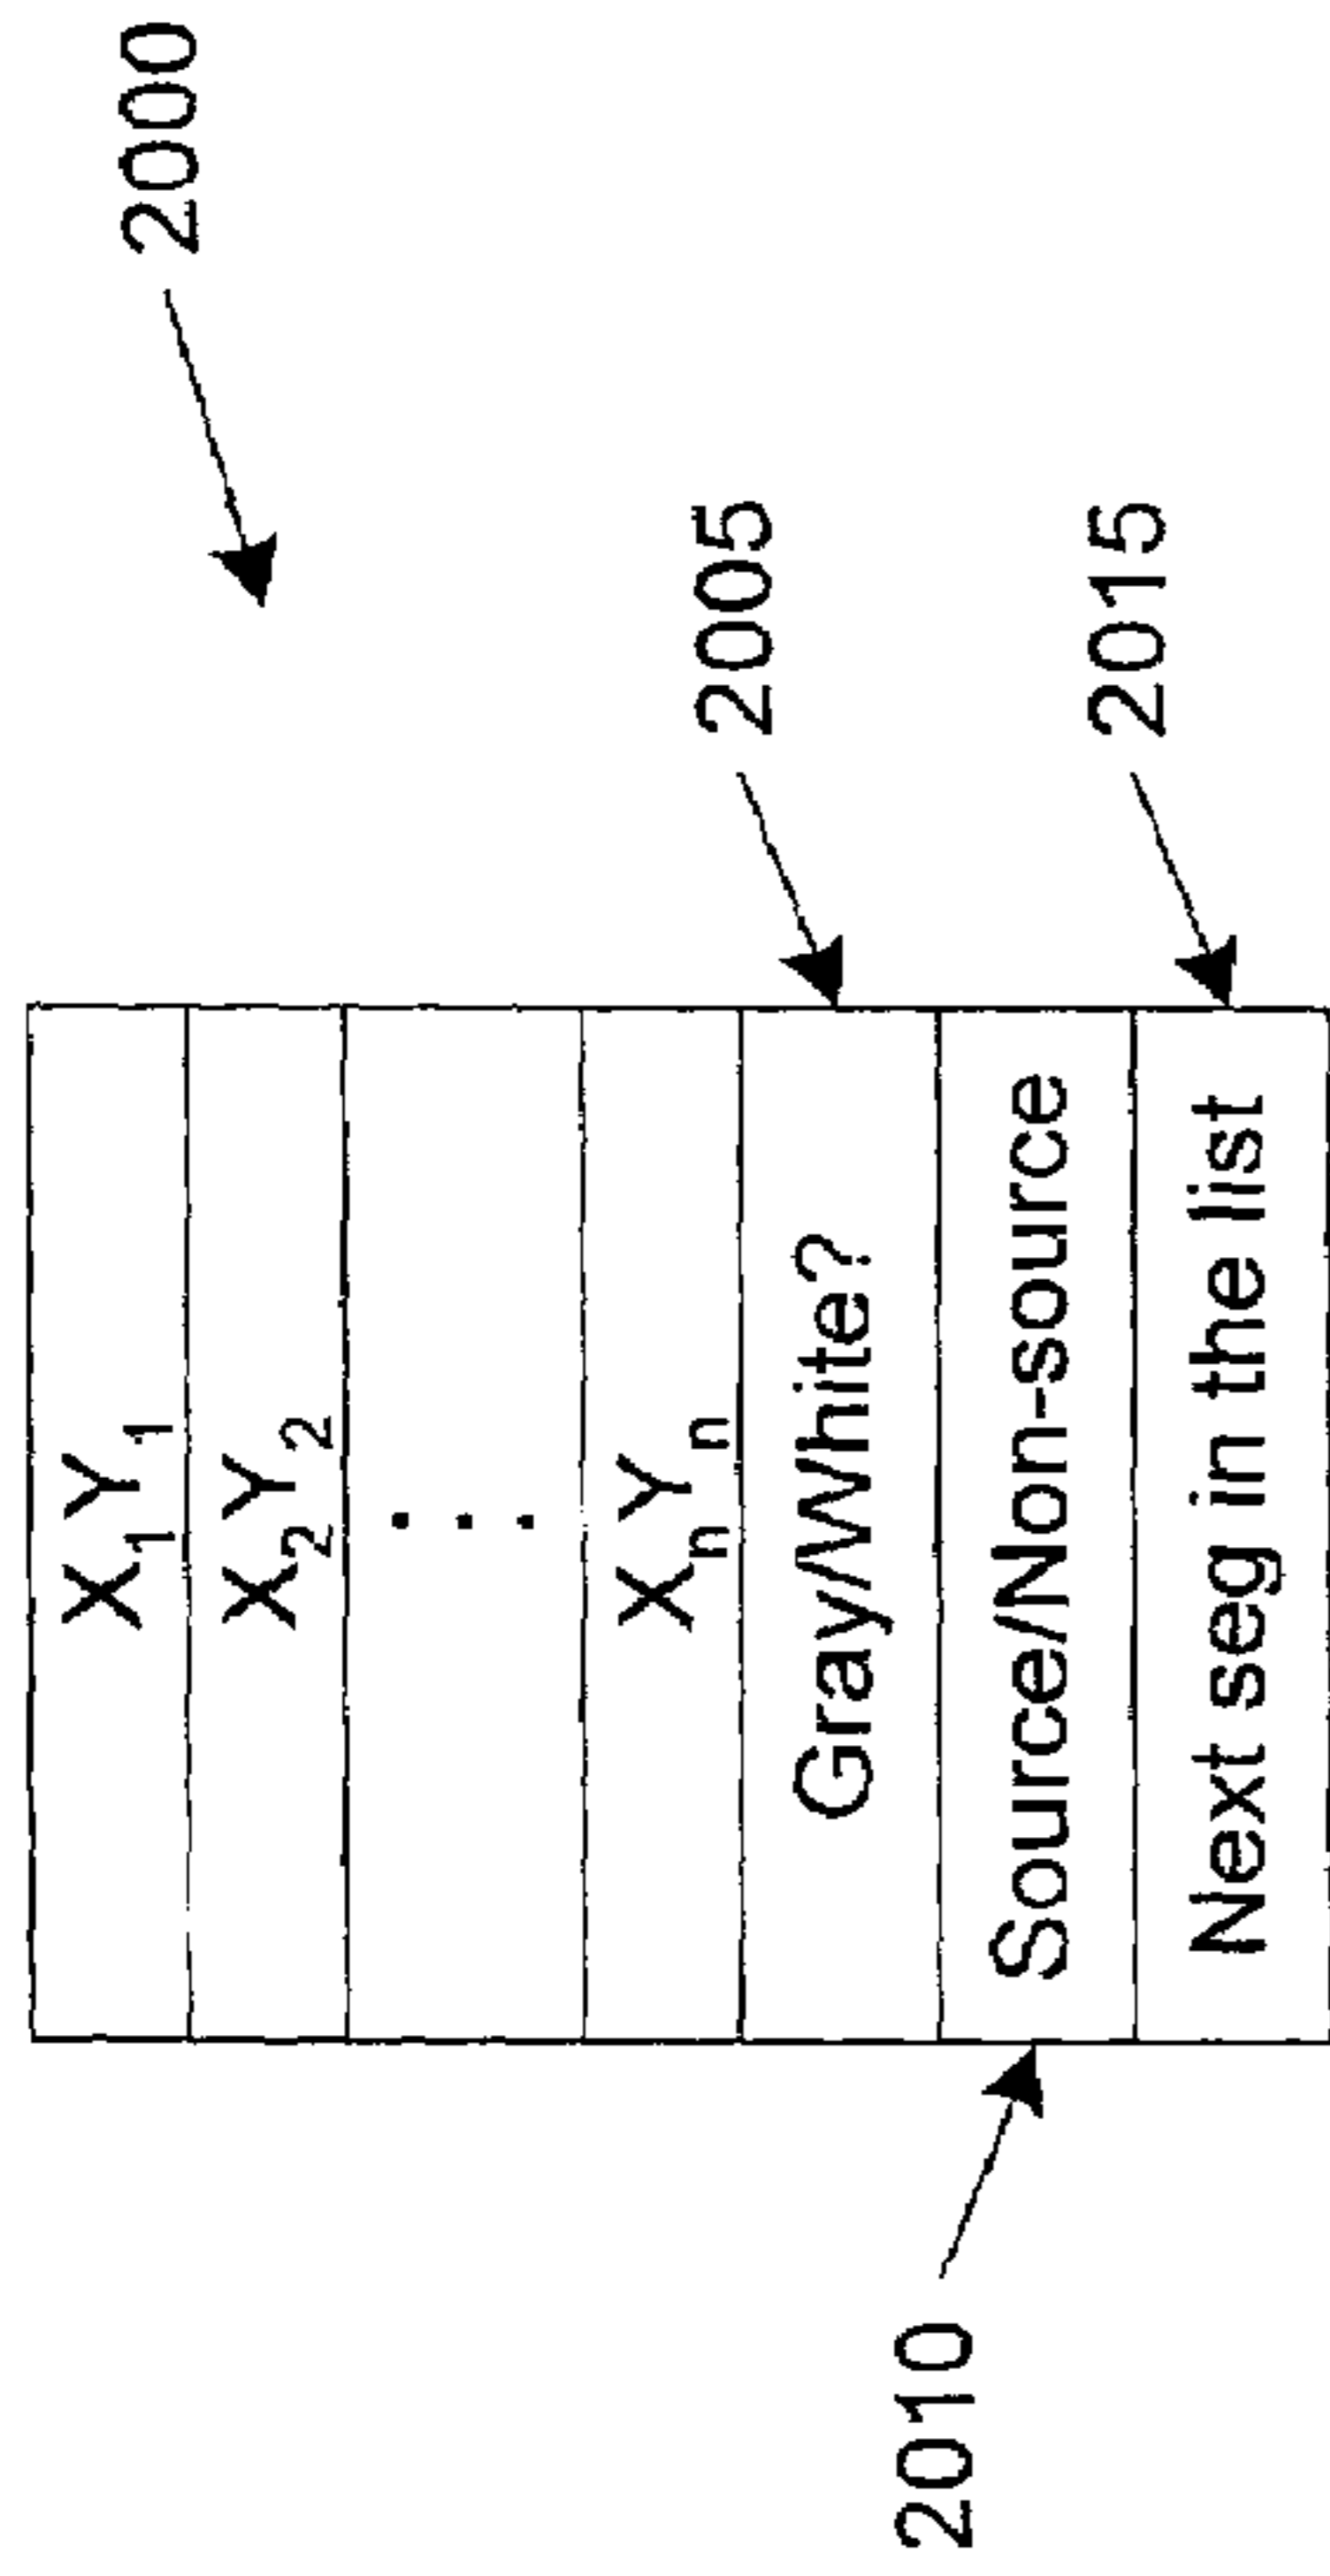 2000
X₁Y₁
X₂Y₂
. . .
XₙYₙ
Gray/White?
2005
2010
Source/Non-source
Next seg in the list
2015